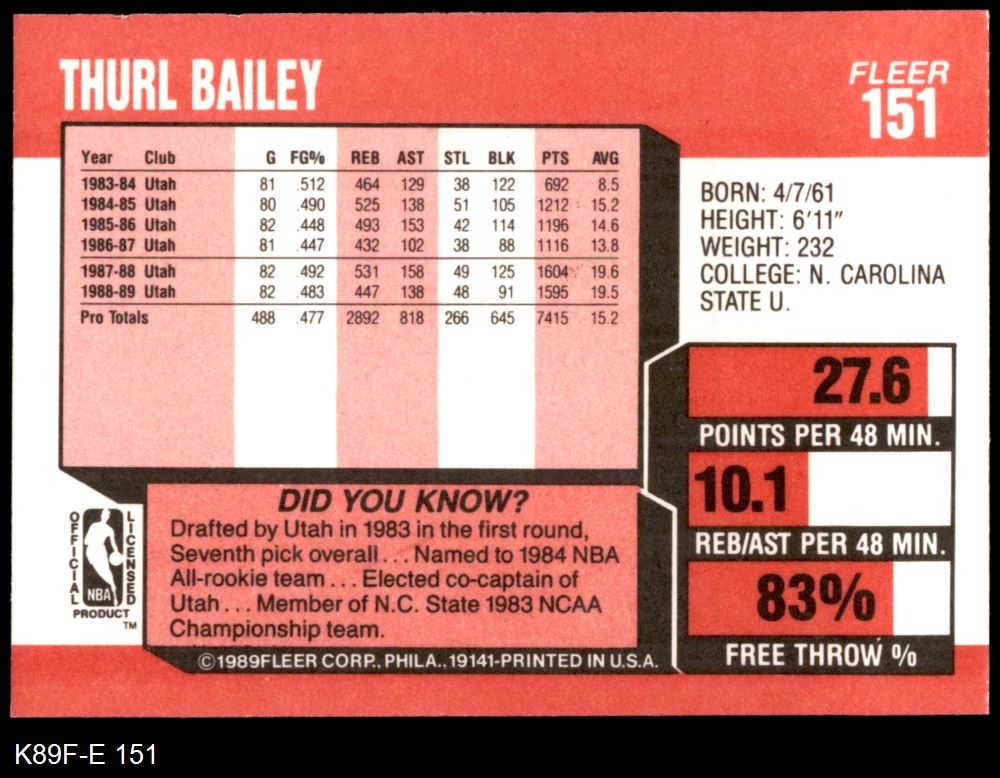 THURL BAILEY
FLEER
151
Year Club G FG% REB AST STL BLK PTS AVG
1983-84 Utah 81 .512 464 129 38 122 692 8.5
1984-85 Utah 80 .490 525 138 51 105 1212 15.2
1985-86 Utah 82 .448 493 153 42 114 1196 14.6
1986-87 Utah 81 .447 432 102 38 88 1116 13.8
1987-88 Utah 82 .492 531 158 49 125 1604 19.6
1988-89 Utah 82 .483 447 138 48 91 1595 19.5
Pro Totals 488 .477 2892 818 266 645 7415 15.2
BORN: 4/7/61
HEIGHT: 6'11"
WEIGHT: 232
COLLEGE: N. CAROLINA
STATE U.
27.6
POINTS PER 48 MIN.
10.1
REB/AST PER 48 MIN.
83%
FREE THROW %
DID YOU KNOW?
Drafted by Utah in 1983 in the first round,
Seventh pick overall... Named to 1984 NBA
All-rookie team... Elected co-captain of
Utah... Member of N.C. State 1983 NCAA
Championship team.
OFFICIAL
LICENSED
NBA
PRODUCT
TM
©1989FLEER CORP., PHILA., 19141-PRINTED IN U.S.A.
K89F-E 151